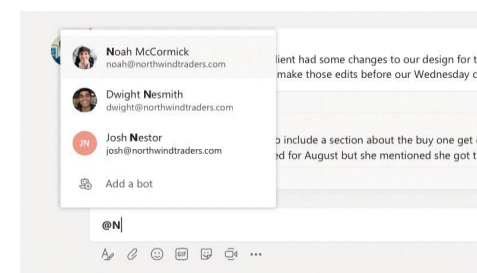 Noah McCormick
noah@northwindtraders.com
Dwight Nesmith
dwight@northwindtraders.com
JN
Josh Nestor
josh@northwindtraders.com
Add a bot
lient had some changes to our design for t
make those edits before our Wednesday c
o include a section about the buy one get
ed for August but she mentioned she got t
@N
GIF